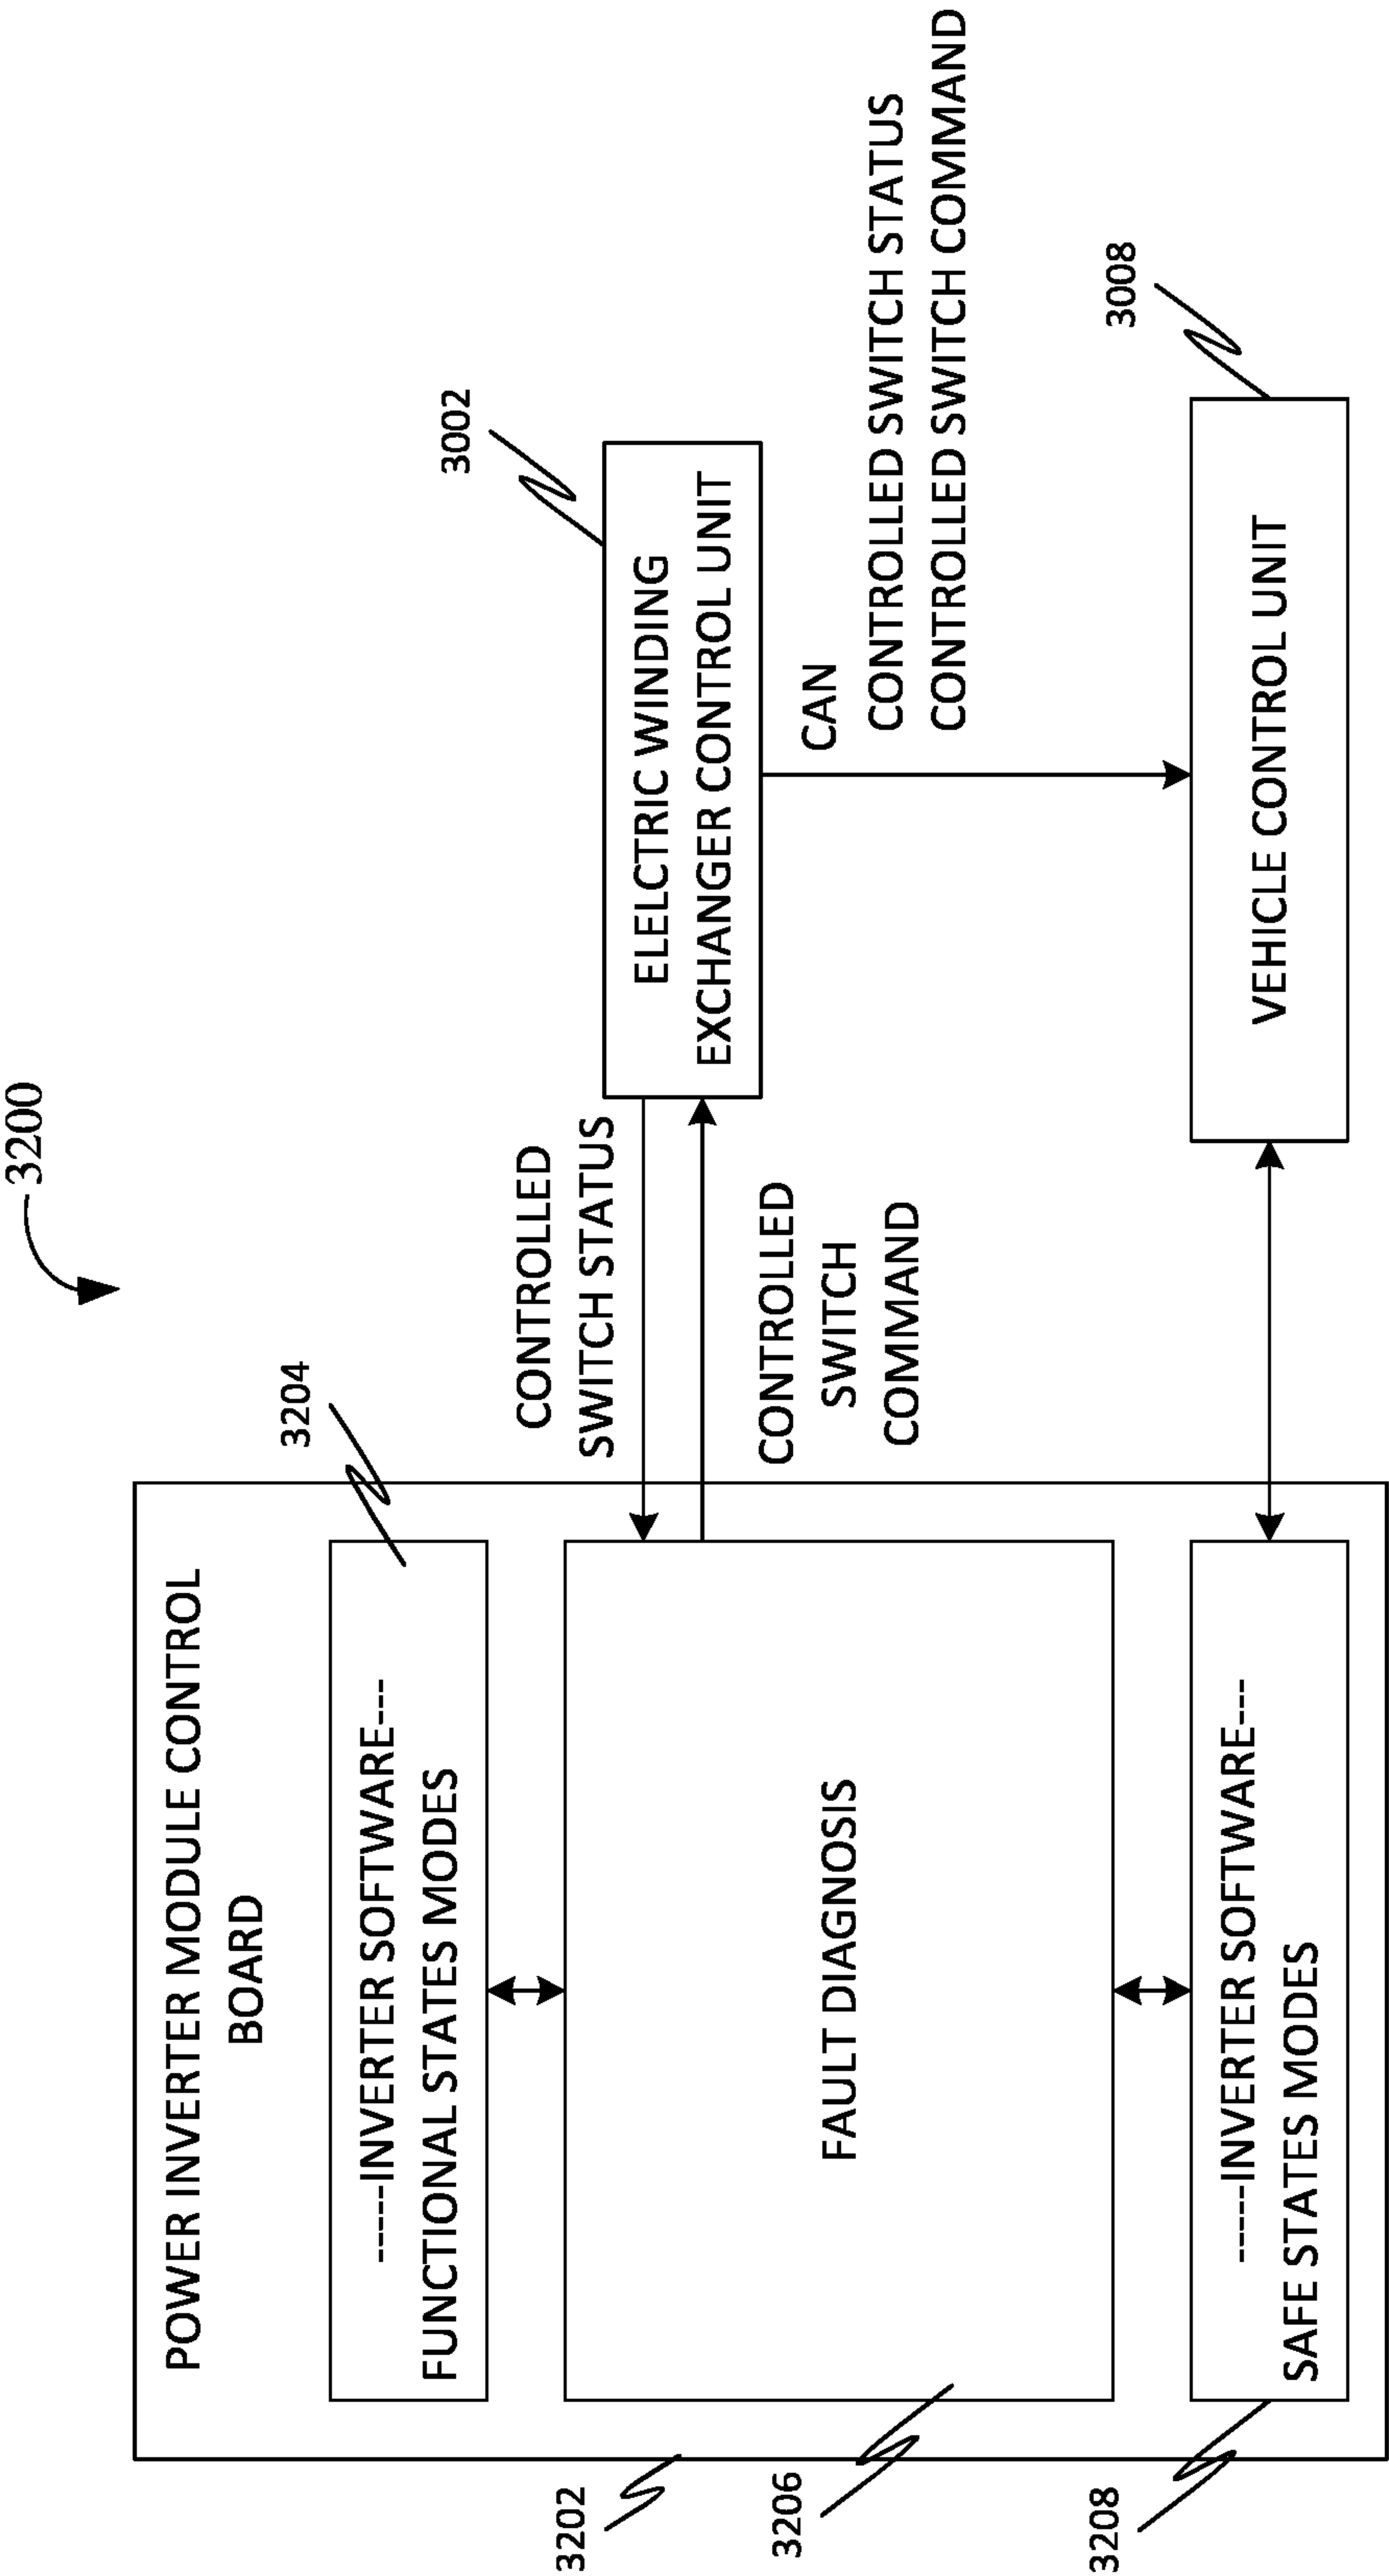 3200
POWER INVERTER MODULE CONTROL
BOARD
3204
-----INVERTER SOFTWARE---
FUNCTIONAL STATES MODES
CONTROLLED
SWITCH STATUS
3002
ELELCTRIC WINDING
EXCHANGER CONTROL UNIT
3202
FAULT DIAGNOSIS
CONTROLLED
SWITCH
COMMAND
CAN
CONTROLLED SWITCH STATUS
CONTROLLED SWITCH COMMAND
3206
3008
-----INVERTER SOFTWARE---
SAFE STATES MODES
VEHICLE CONTROL UNIT
3208